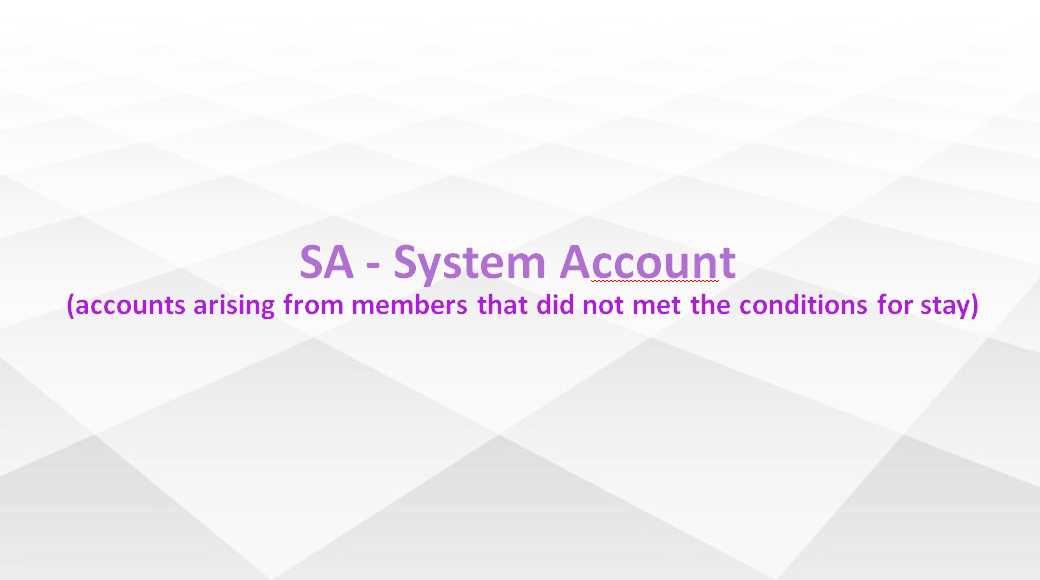 SA - System Account
(accounts arising from members that did not met the conditions for stay)